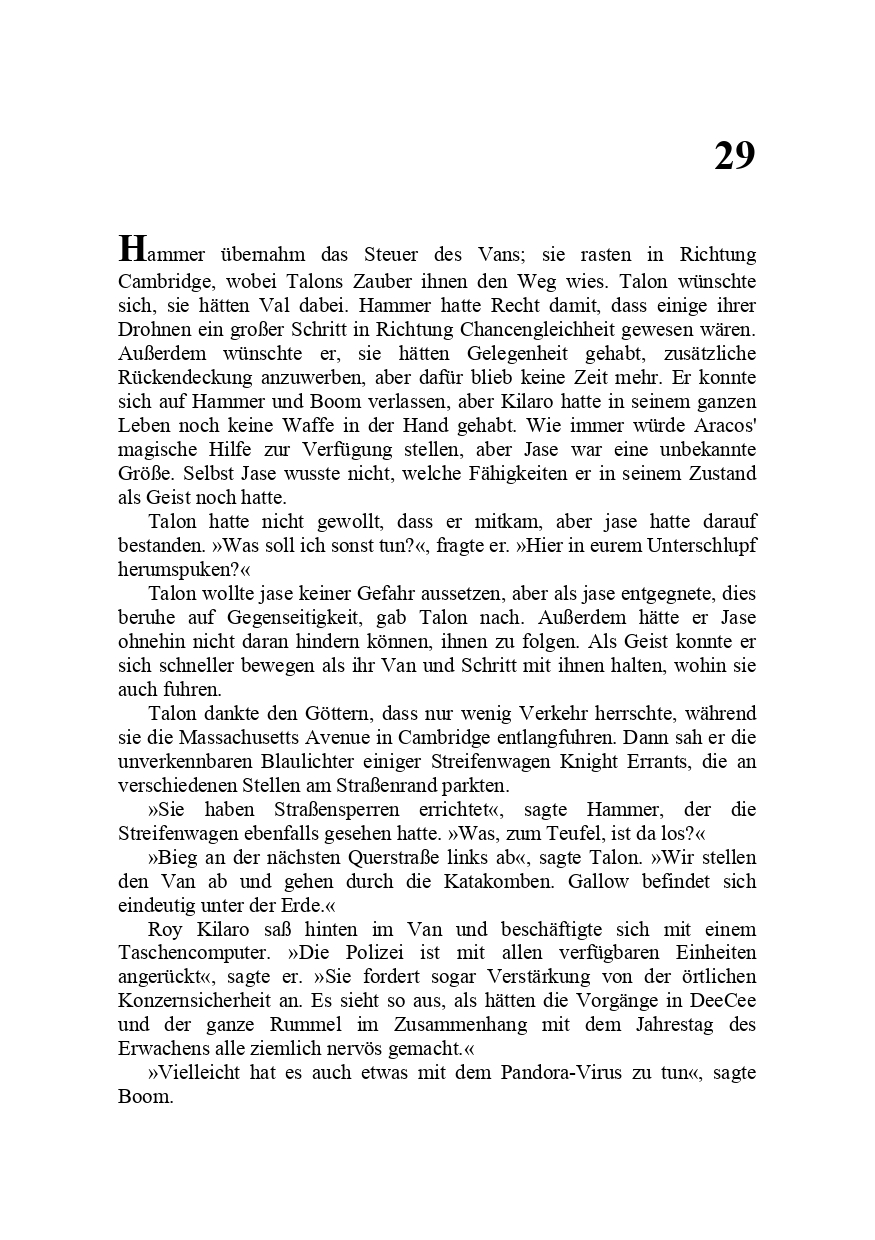 29
Hammer übernahm das Steuer des Vans; sie rasten in Richtung
Cambridge, wobei Talons Zauber ihnen den Weg wies. Talon wünschte
sich, sie hätten Val dabei. Hammer hatte Recht damit, dass einige ihrer
Drohnen ein großer Schritt in Richtung Chancengleichheit gewesen wären.
Außerdem wünschte er, sie hätten Gelegenheit gehabt, zusätzliche
Rückendeckung anzuwerben, aber dafür blieb keine Zeit mehr. Er konnte
sich auf Hammer und Boom verlassen, aber Kilaro hatte in seinem ganzen
Leben noch keine Waffe in der Hand gehabt. Wie immer würde Aracos'
magische Hilfe zur Verfügung stellen, aber Jase war eine unbekannte
Größe. Selbst Jase wusste nicht, welche Fähigkeiten er in seinem Zustand
als Geist noch hatte.
Talon hatte nicht gewollt, dass er mitkam, aber jase hatte darauf
bestanden. »Was soll ich sonst tun?«, fragte er. »Hier in eurem Unterschlupf
herumspuken?«
Talon wollte jase keiner Gefahr aussetzen, aber als jase entgegnete, dies
beruhe auf Gegenseitigkeit, gab Talon nach. Außerdem hätte er Jase
ohnehin nicht daran hindern können, ihnen zu folgen. Als Geist konnte er
sich schneller bewegen als ihr Van und Schritt mit ihnen halten, wohin sie
auch fuhren.
Talon dankte den Göttern, dass nur wenig Verkehr herrschte, während
sie die Massachusetts Avenue in Cambridge entlangfuhren. Dann sah er die
unverkennbaren Blaulichter einiger Streifenwagen Knight Errants, die an
verschiedenen Stellen am Straßenrand parkten.
»Sie haben Straßensperren errichtet«, sagte Hammer, der die
Streifenwagen ebenfalls gesehen hatte. »Was, zum Teufel, ist da los?«
»Bieg an der nächsten Querstraße links ab«, sagte Talon. »Wir stellen
den Van ab und gehen durch die Katakomben. Gallow befindet sich
eindeutig unter der Erde.«
Roy Kilaro saß hinten im Van und beschäftigte sich mit einem
Taschencomputer. »Die Polizei ist mit allen verfügbaren Einheiten
angerückt«, sagte er. »Sie fordert sogar Verstärkung von der örtlichen
Konzernsicherheit an. Es sieht so aus, als hätten die Vorgänge in DeeCee
und der ganze Rummel im Zusammenhang mit dem Jahrestag des
Erwachens alle ziemlich nervös gemacht.«
»Vielleicht hat es auch etwas mit dem Pandora-Virus zu tun«, sagte
Boom.